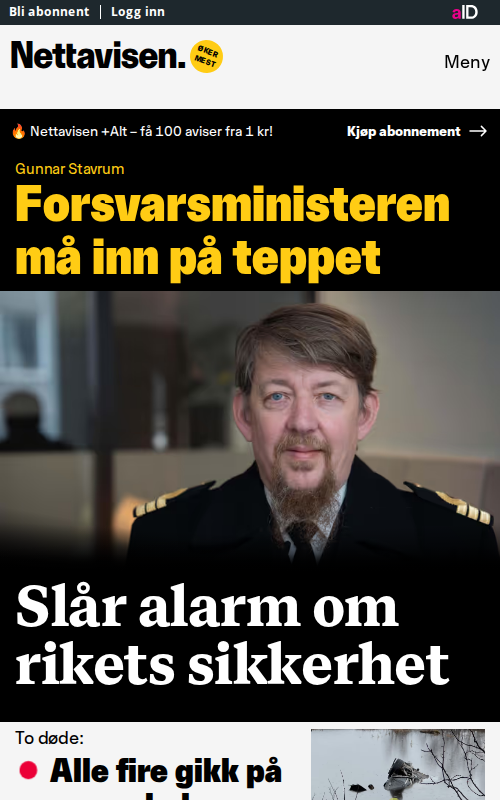 Bli abonnent
Logg inn
aID
Nettavisen.
ØKER
MEST
Meny
Nettavisen +Alt – få 100 aviser fra 1 kr!
Kjøp abonnement
Gunnar Stavrum
Forsvarsministeren
må inn på teppet
Slår alarm om
rikets sikkerhet
To døde:
Alle fire gikk på